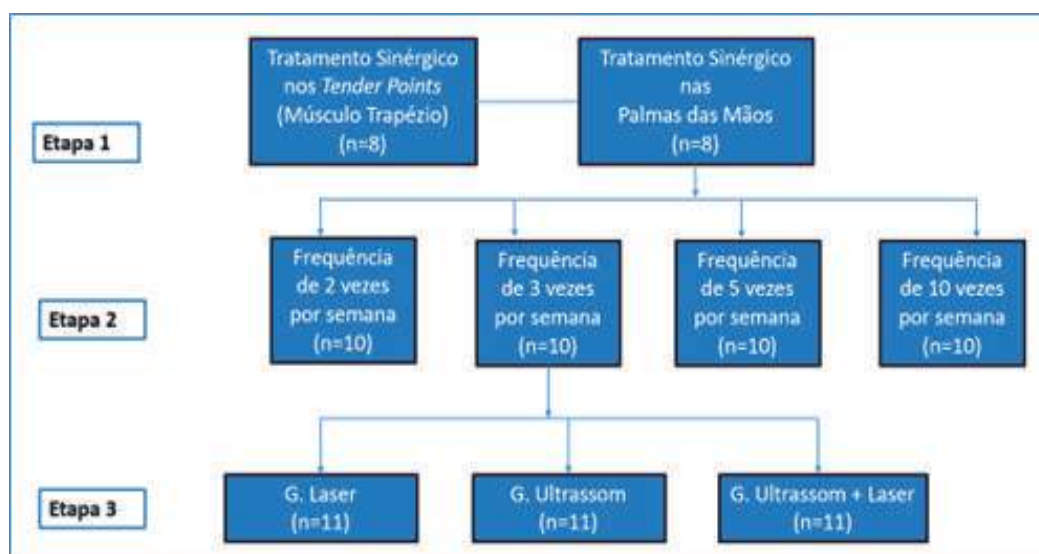 Etapa 1
Tratamento Sinérgico
nos Tender Points
(Músculo Trapézio)
(n=8)
Tratamento Sinérgico
nas
Palmas das Mãos
(n=8)
Etapa 2
Frequência
de 2 vezes
por semana
(n=10)
Frequência
de 3 vezes
por semana
(n=10)
Frequência
de 5 vezes
por semana
(n=10)
Frequência
de 10 vezes
por semana
(n=10)
Etapa 3
G. Laser
(n=11)
G. Ultrassom
(n=11)
G. Ultrassom + Laser
(n=11)